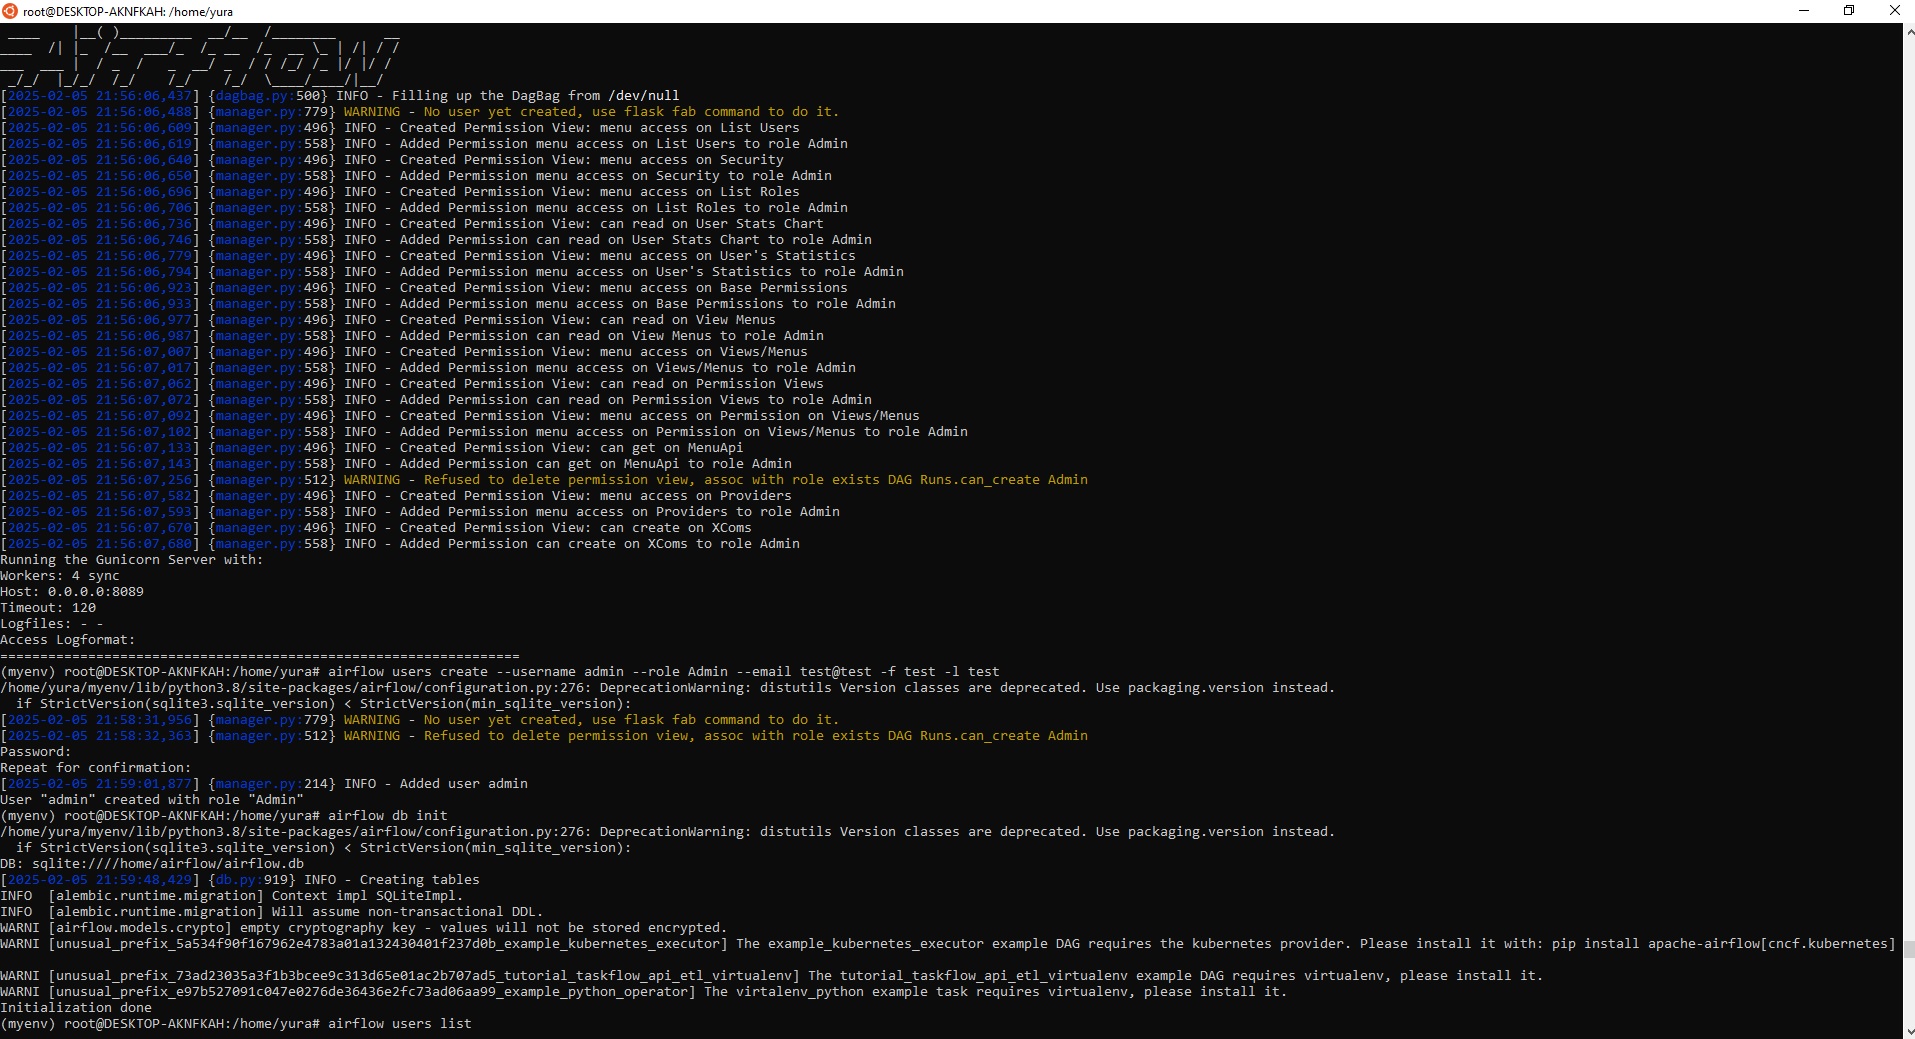 root@DESKTOP-AKNFKAH: /home/yura
____    |__( )_________  __/__  /________      __
____  /| |_  /__  ___/_  /_ __  /_  __ \_ | /| / /
___  ___ |  / _  /   _  __/ _  / / /_/ /_ |/ |/ /
 _/_/  |_/_/  /_/    /_/    /_/  \____/____/|__/
[2025-02-05 21:56:06,437] {dagbag.py:500} INFO - Filling up the DagBag from /dev/null
[2025-02-05 21:56:06,488] {manager.py:779} WARNING - No user yet created, use flask fab command to do it.
[2025-02-05 21:56:06,609] {manager.py:496} INFO - Created Permission View: menu access on List Users
[2025-02-05 21:56:06,619] {manager.py:558} INFO - Added Permission menu access on List Users to role Admin
[2025-02-05 21:56:06,640] {manager.py:496} INFO - Created Permission View: menu access on Security
[2025-02-05 21:56:06,650] {manager.py:558} INFO - Added Permission menu access on Security to role Admin
[2025-02-05 21:56:06,696] {manager.py:496} INFO - Created Permission View: menu access on List Roles
[2025-02-05 21:56:06,706] {manager.py:558} INFO - Added Permission menu access on List Roles to role Admin
[2025-02-05 21:56:06,736] {manager.py:496} INFO - Created Permission View: can read on User Stats Chart
[2025-02-05 21:56:06,746] {manager.py:558} INFO - Added Permission can read on User Stats Chart to role Admin
[2025-02-05 21:56:06,779] {manager.py:496} INFO - Created Permission View: menu access on User's Statistics
[2025-02-05 21:56:06,794] {manager.py:558} INFO - Added Permission menu access on User's Statistics to role Admin
[2025-02-05 21:56:06,923] {manager.py:496} INFO - Created Permission View: menu access on Base Permissions
[2025-02-05 21:56:06,933] {manager.py:558} INFO - Added Permission menu access on Base Permissions to role Admin
[2025-02-05 21:56:06,977] {manager.py:496} INFO - Created Permission View: can read on View Menus
[2025-02-05 21:56:06,987] {manager.py:558} INFO - Added Permission can read on View Menus to role Admin
[2025-02-05 21:56:07,007] {manager.py:496} INFO - Created Permission View: menu access on Views/Menus
[2025-02-05 21:56:07,017] {manager.py:558} INFO - Added Permission menu access on Views/Menus to role Admin
[2025-02-05 21:56:07,062] {manager.py:496} INFO - Created Permission View: can read on Permission Views
[2025-02-05 21:56:07,072] {manager.py:558} INFO - Added Permission can read on Permission Views to role Admin
[2025-02-05 21:56:07,092] {manager.py:496} INFO - Created Permission View: menu access on Permission on Views/Menus
[2025-02-05 21:56:07,102] {manager.py:558} INFO - Added Permission menu access on Permission on Views/Menus to role Admin
[2025-02-05 21:56:07,133] {manager.py:496} INFO - Created Permission View: can get on MenuApi
[2025-02-05 21:56:07,143] {manager.py:558} INFO - Added Permission can get on MenuApi to role Admin
[2025-02-05 21:56:07,256] {manager.py:512} WARNING - Refused to delete permission view, assoc with role exists DAG Runs.can_create Admin
[2025-02-05 21:56:07,582] {manager.py:496} INFO - Created Permission View: menu access on Providers
[2025-02-05 21:56:07,593] {manager.py:558} INFO - Added Permission menu access on Providers to role Admin
[2025-02-05 21:56:07,670] {manager.py:496} INFO - Created Permission View: can create on XComs
[2025-02-05 21:56:07,680] {manager.py:558} INFO - Added Permission can create on XComs to role Admin
Running the Gunicorn Server with:
Workers: 4 sync
Host: 0.0.0.0:8089
Timeout: 120
Logfiles: - -
Access Logformat:
=================================================================
(myenv) root@DESKTOP-AKNFKAH:/home/yura# airflow users create --username admin --role Admin --email test@test -f test -l test
/home/yura/myenv/lib/python3.8/site-packages/airflow/configuration.py:276: DeprecationWarning: distutils Version classes are deprecated. Use packaging.version instead.
  if StrictVersion(sqlite3.sqlite_version) < StrictVersion(min_sqlite_version):
[2025-02-05 21:58:31,956] {manager.py:779} WARNING - No user yet created, use flask fab command to do it.
[2025-02-05 21:58:32,363] {manager.py:512} WARNING - Refused to delete permission view, assoc with role exists DAG Runs.can_create Admin
Password:
Repeat for confirmation:
[2025-02-05 21:59:01,877] {manager.py:214} INFO - Added user admin
User "admin" created with role "Admin"
(myenv) root@DESKTOP-AKNFKAH:/home/yura# airflow db init
/home/yura/myenv/lib/python3.8/site-packages/airflow/configuration.py:276: DeprecationWarning: distutils Version classes are deprecated. Use packaging.version instead.
  if StrictVersion(sqlite3.sqlite_version) < StrictVersion(min_sqlite_version):
DB: sqlite:////home/airflow/airflow.db
[2025-02-05 21:59:48,429] {db.py:919} INFO - Creating tables
INFO  [alembic.runtime.migration] Context impl SQLiteImpl.
INFO  [alembic.runtime.migration] Will assume non-transactional DDL.
WARNI [airflow.models.crypto] empty cryptography key - values will not be stored encrypted.
WARNI [unusual_prefix_5a534f90f167962e4783a01a132430401f237d0b_example_kubernetes_executor] The example_kubernetes_executor example DAG requires the kubernetes provider. Please install it with: pip install apache-airflow[cncf.kubernetes]
WARNI [unusual_prefix_73ad23035a3f1b3bcee9c313d65e01ac2b707ad5_tutorial_taskflow_api_etl_virtualenv] The tutorial_taskflow_api_etl_virtualenv example DAG requires virtualenv, please install it.
WARNI [unusual_prefix_e97b527091c047e0276de36436e2fc73ad06aa99_example_python_operator] The virtalenv_python example task requires virtualenv, please install it.
Initialization done
(myenv) root@DESKTOP-AKNFKAH:/home/yura# airflow users list